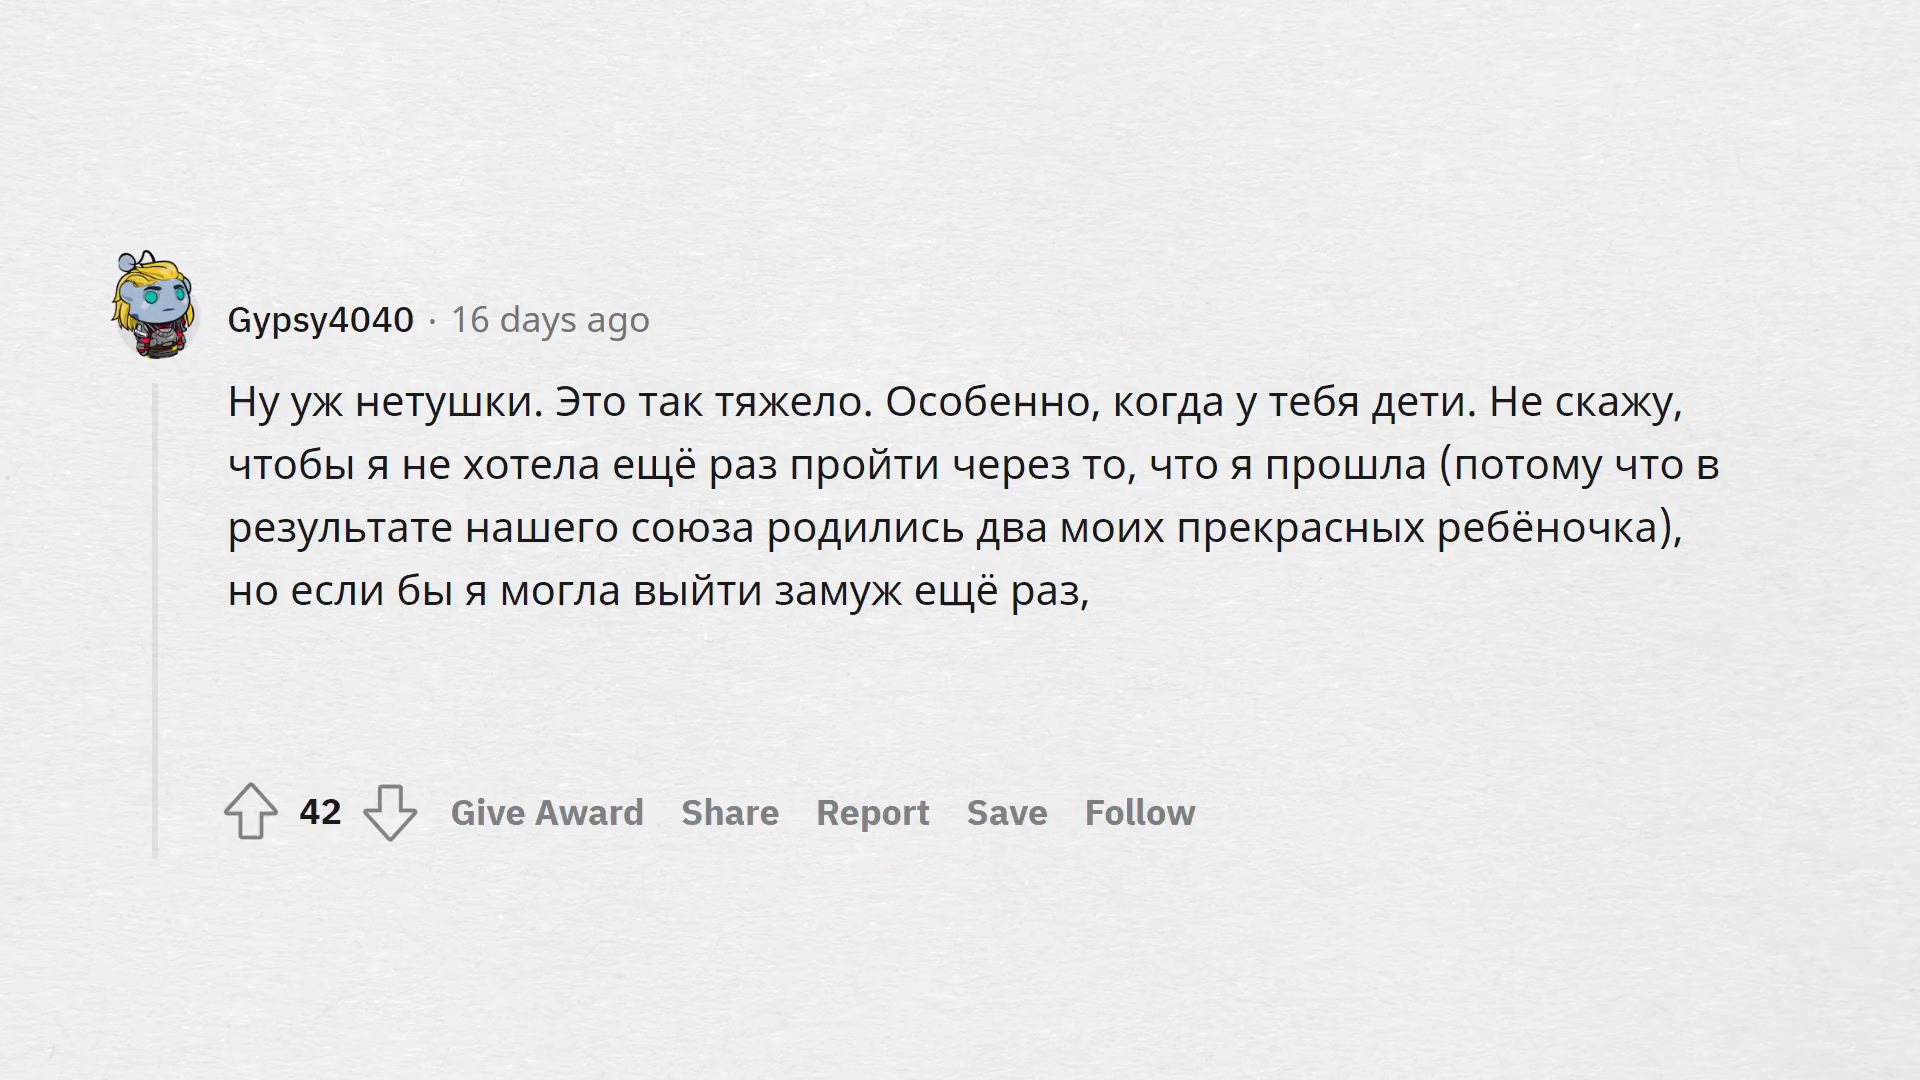 Gypsy4040 · 16 days ago
Ну уж нетушки. Это так тяжело. Особенно, когда у тебя дети. Не скажу,
чтобы я не хотела ещё раз пройти через то, что я прошла (потому что в
результате нашего союза родились два моих прекрасных ребёночка),
но если бы я могла выйти замуж ещё раз,
42 Give Award Share Report Save Follow